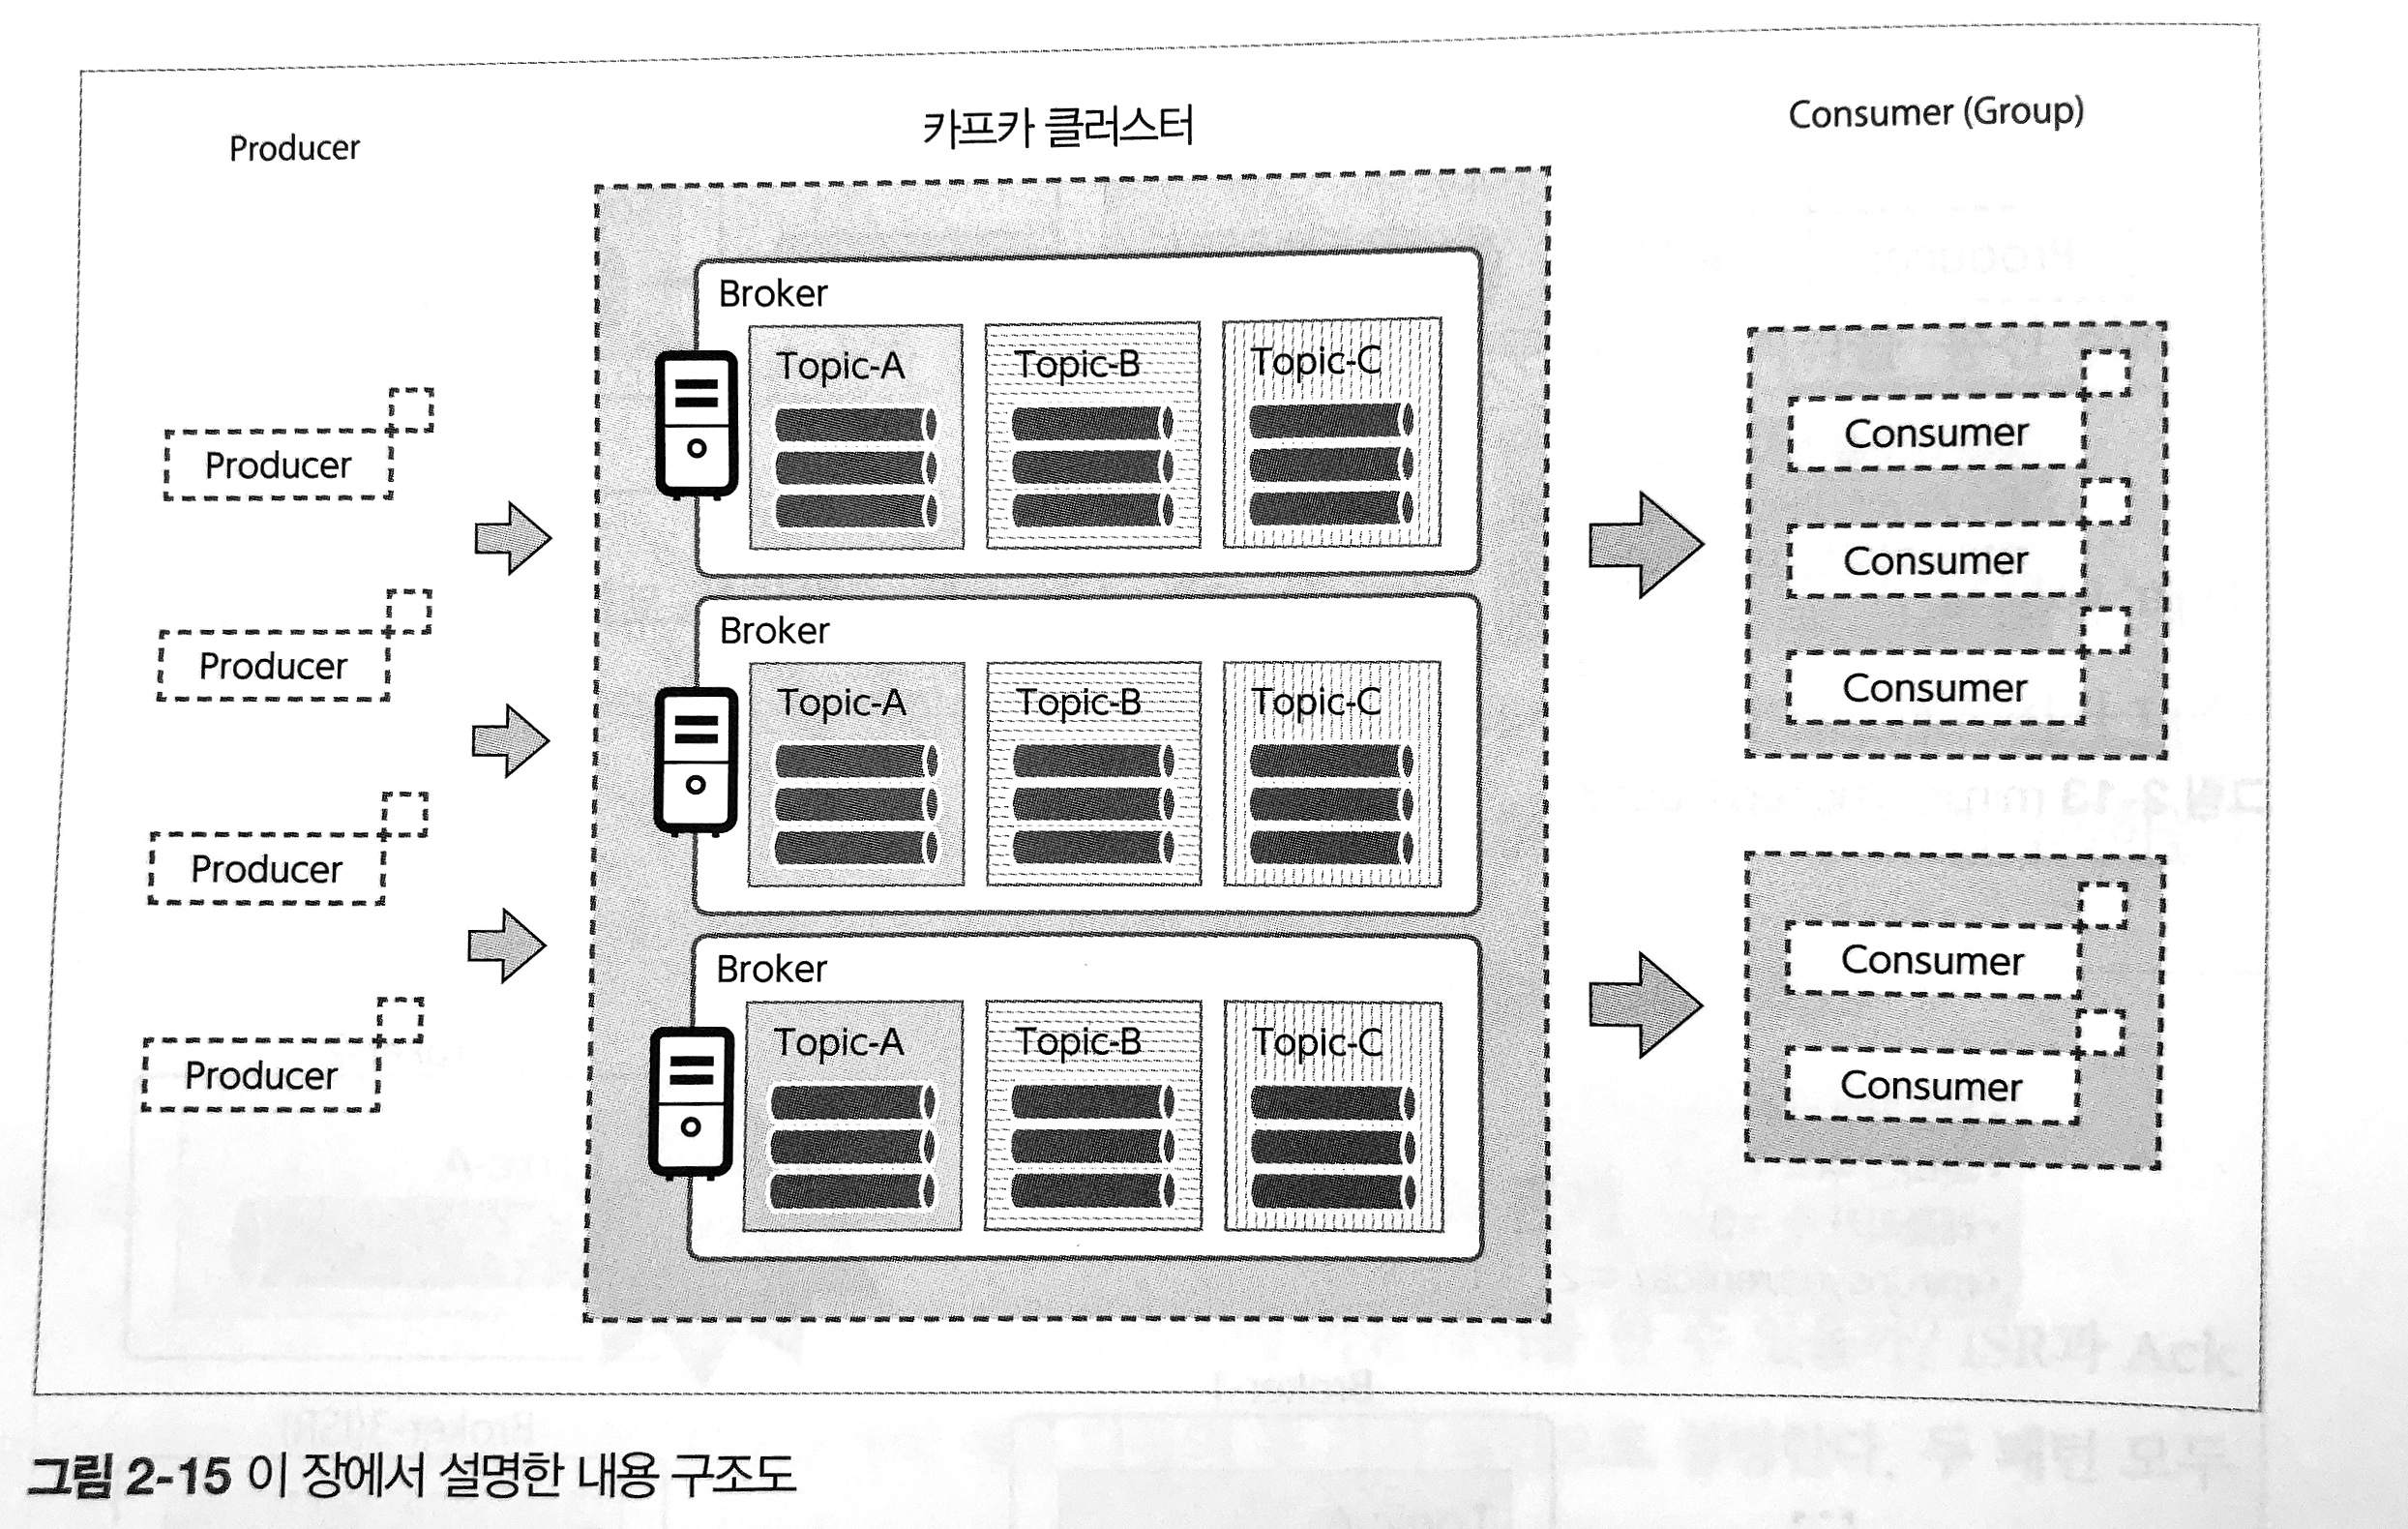 Producer
카프카 클러스터
Consumer (Group)
Producer
Producer
Producer
Producer
Broker
Topic-A
Topic-B
Topic-C
Broker
Topic-A
Topic-B
Topic-C
Broker
Topic-A
Topic-B
Topic-C
Consumer
Consumer
Consumer
Consumer
Consumer
그림 2-15 이 장에서 설명한 내용 구조도